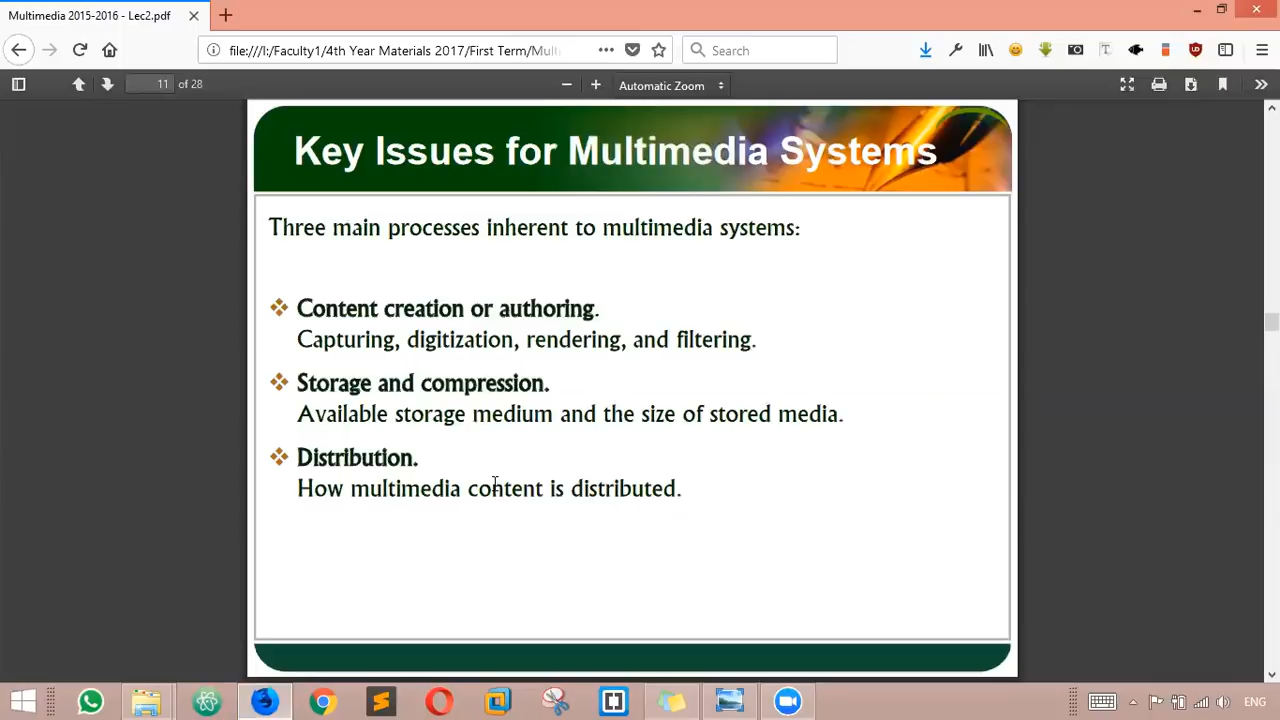 Multimedia 2015-2016 - Lec2.pdf
file:///I:/Faculty1/4th Year Materials 2017/First Term/Mult
Search
11 of 28
Automatic Zoom
Key Issues for Multimedia Systems
Three main processes inherent to multimedia systems:
Content creation or authoring.
Capturing, digitization, rendering, and filtering.
Storage and compression.
Available storage medium and the size of stored media.
Distribution.
How multimedia content is distributed.
ENG